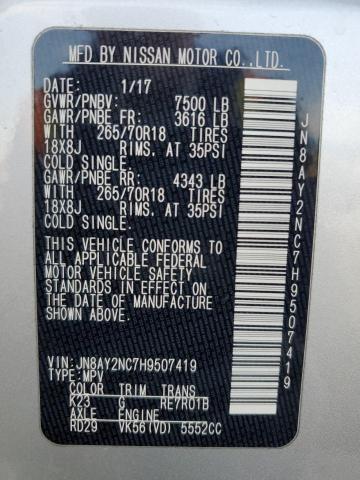 MFD BY NISSAN MOTOR CO.,LTD.
DATE: 1/17
GVWR/PNBV: 7500 LB
GAWR/PNBE FR: 3616 LB
WITH 265/70R18 TIRES
18X8J RIMS. AT 35PSI
COLD SINGLE.
GAWR/PNBE RR: 4343 LB
WITH 265/70R18 TIRES
18X8J RIMS. AT 35PSI
COLD SINGLE.
THIS VEHICLE CONFORMS TO
ALL APPLICABLE FEDERAL
MOTOR VEHICLE SAFETY
STANDARDS IN EFFECT ON THE
DATE OF MANUFACTURE
SHOWN ABOVE.
VIN:JN8AY2NC7H9507419
TYPE:MPV
COLOR TRIM TRANS
K23 G RE7R01B
AXLE ENGINE
RD29 VK56(VD) 5552CC
JN8AY2NC7H9507419